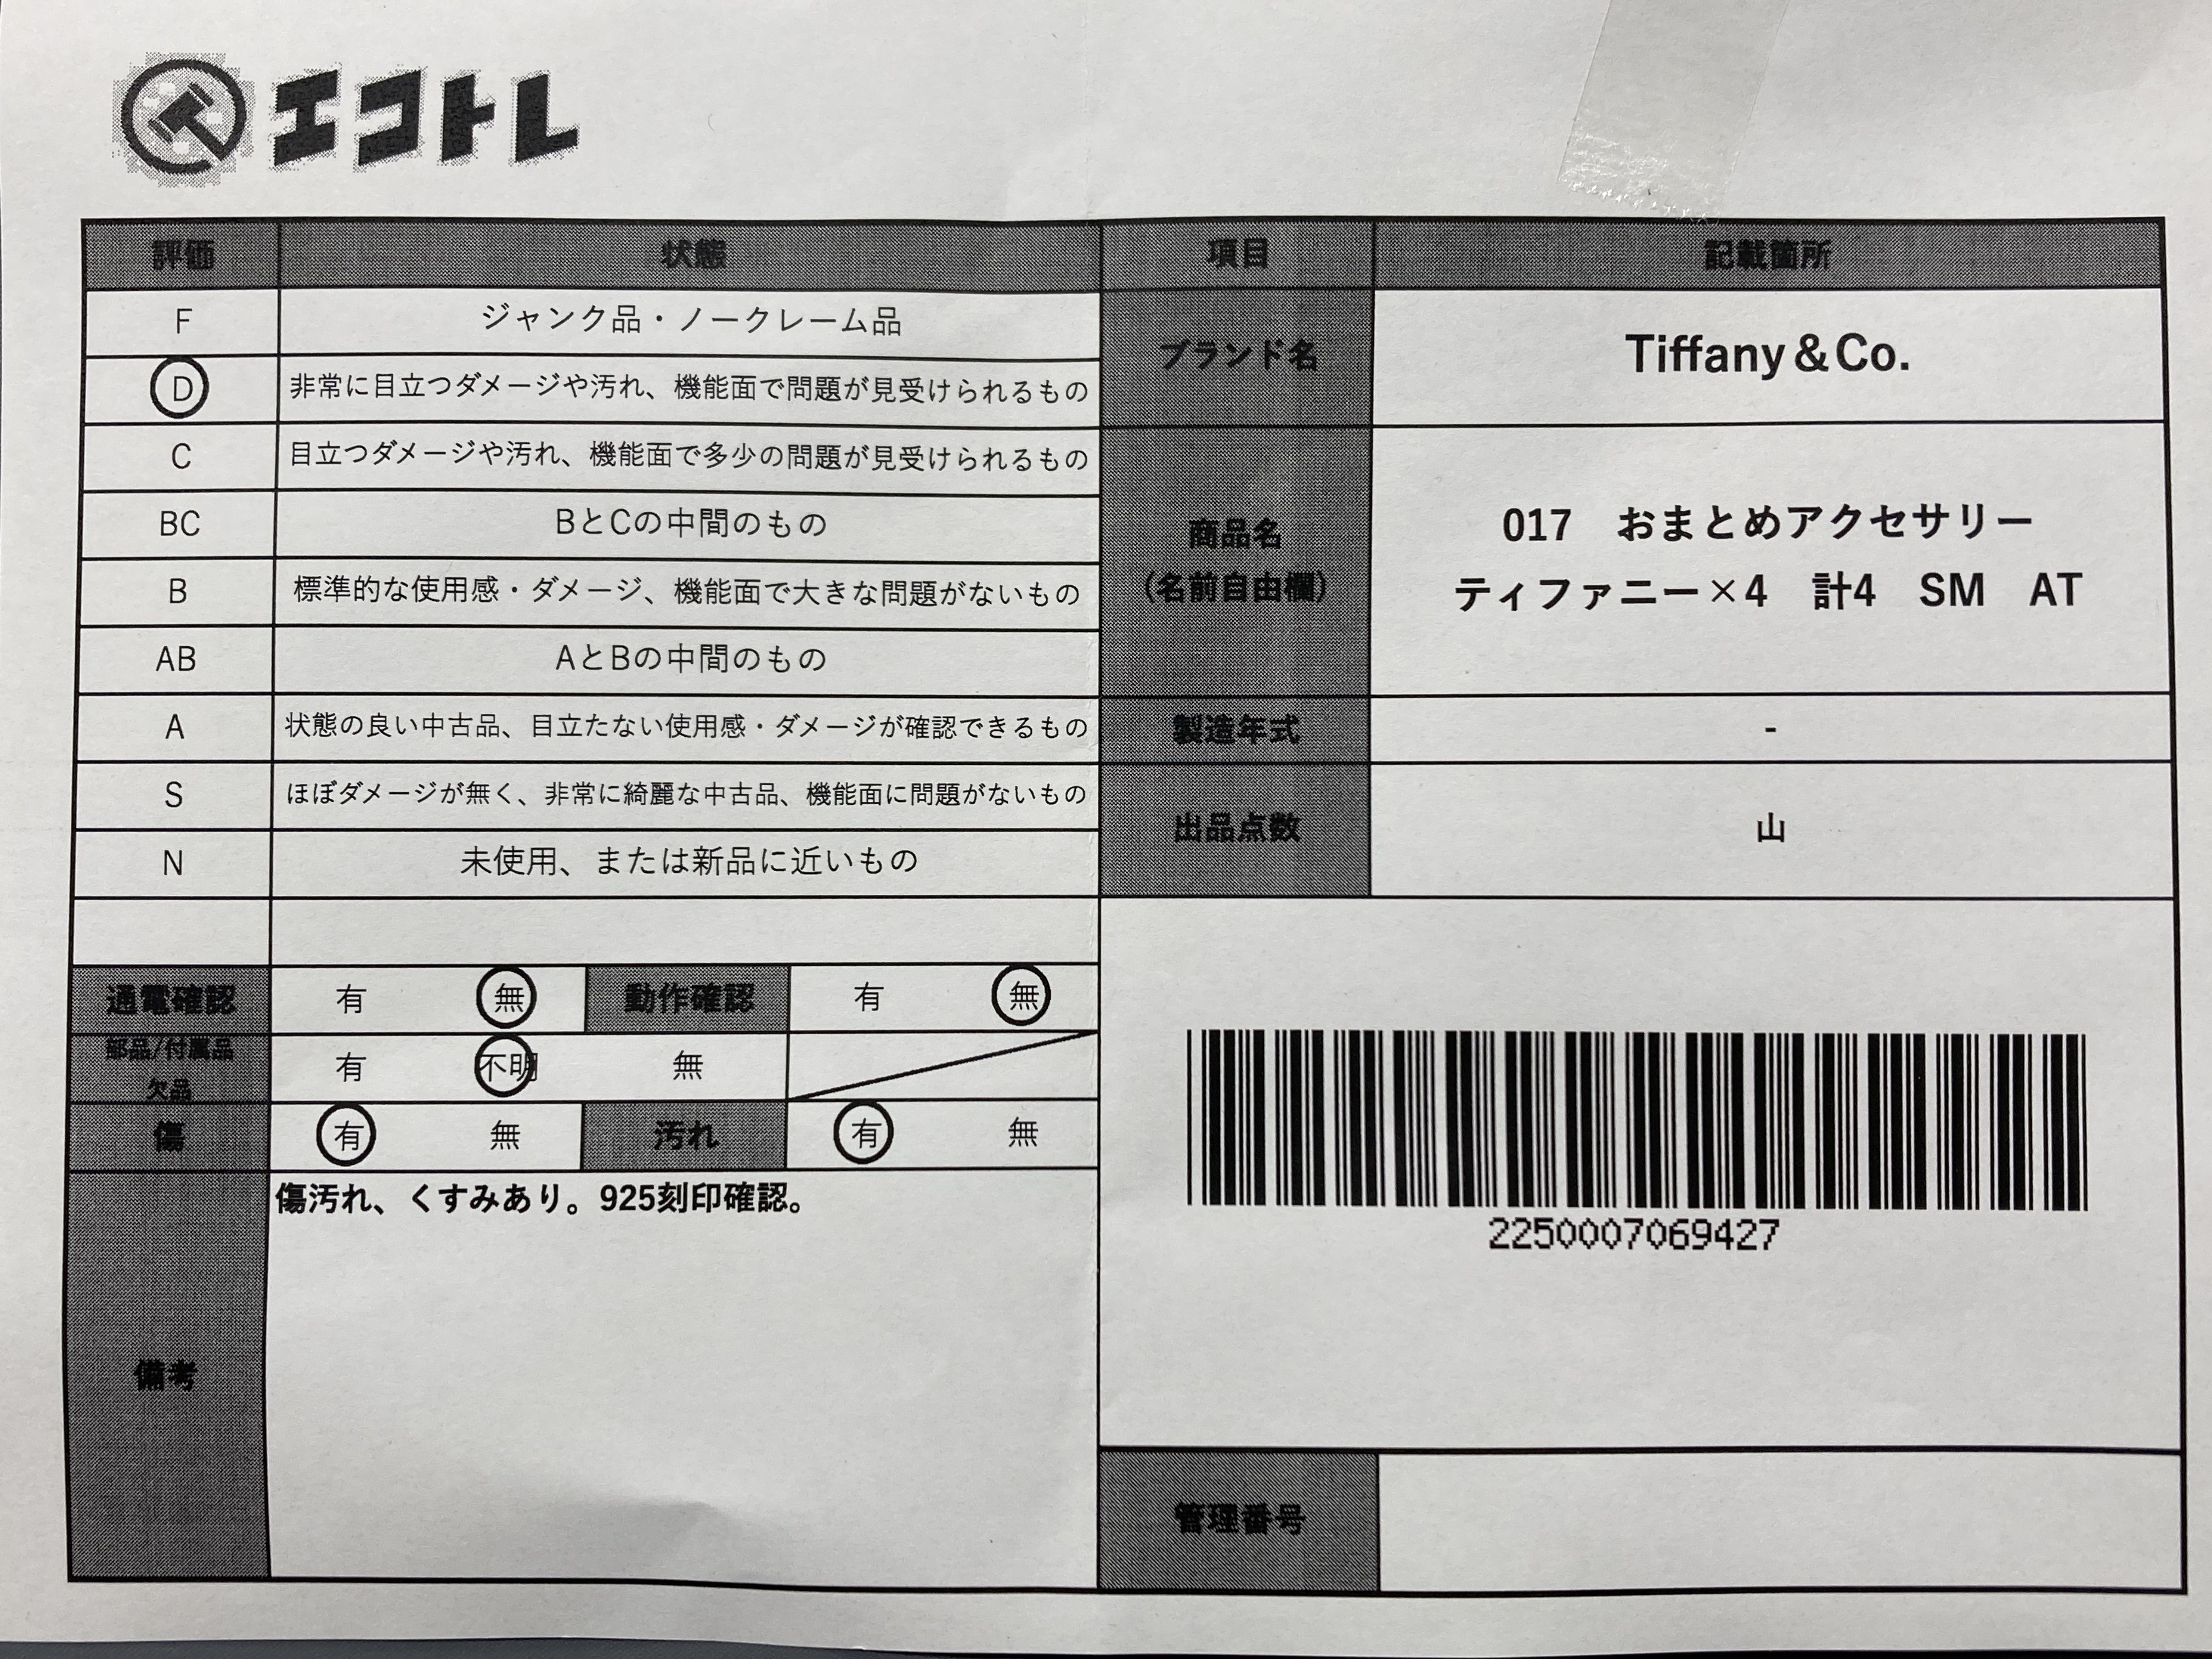 エコトレ
評価 状態 項目 記載箇所
F ジャンク品・ノークレーム品
D 非常に目立つダメージや汚れ、機能面で問題が見受けられるもの
ブランド名 Tiffany＆Co.
C 目立つダメージや汚れ、機能面で多少の問題が見受けられるもの
BC BとCの中間のもの
B 標準的な使用感・ダメージ、機能面で大きな問題がないもの
AB AとBの中間のもの
商品名
（名前自由欄）
017　おまとめアクセサリー
ティファニー×4　計4　SM　AT
A 状態の良い中古品、目立たない使用感・ダメージが確認できるもの
製造年式 -
S ほぼダメージが無く、非常に綺麗な中古品、機能面に問題がないもの
N 未使用、または新品に近いもの
出品点数 山
通電確認 有 無 動作確認 有 無
部品/付属品
欠品
有 不明 無
傷 有 無 汚れ 有 無
備考
傷汚れ、くすみあり。925刻印確認。
2250007069427
管理番号